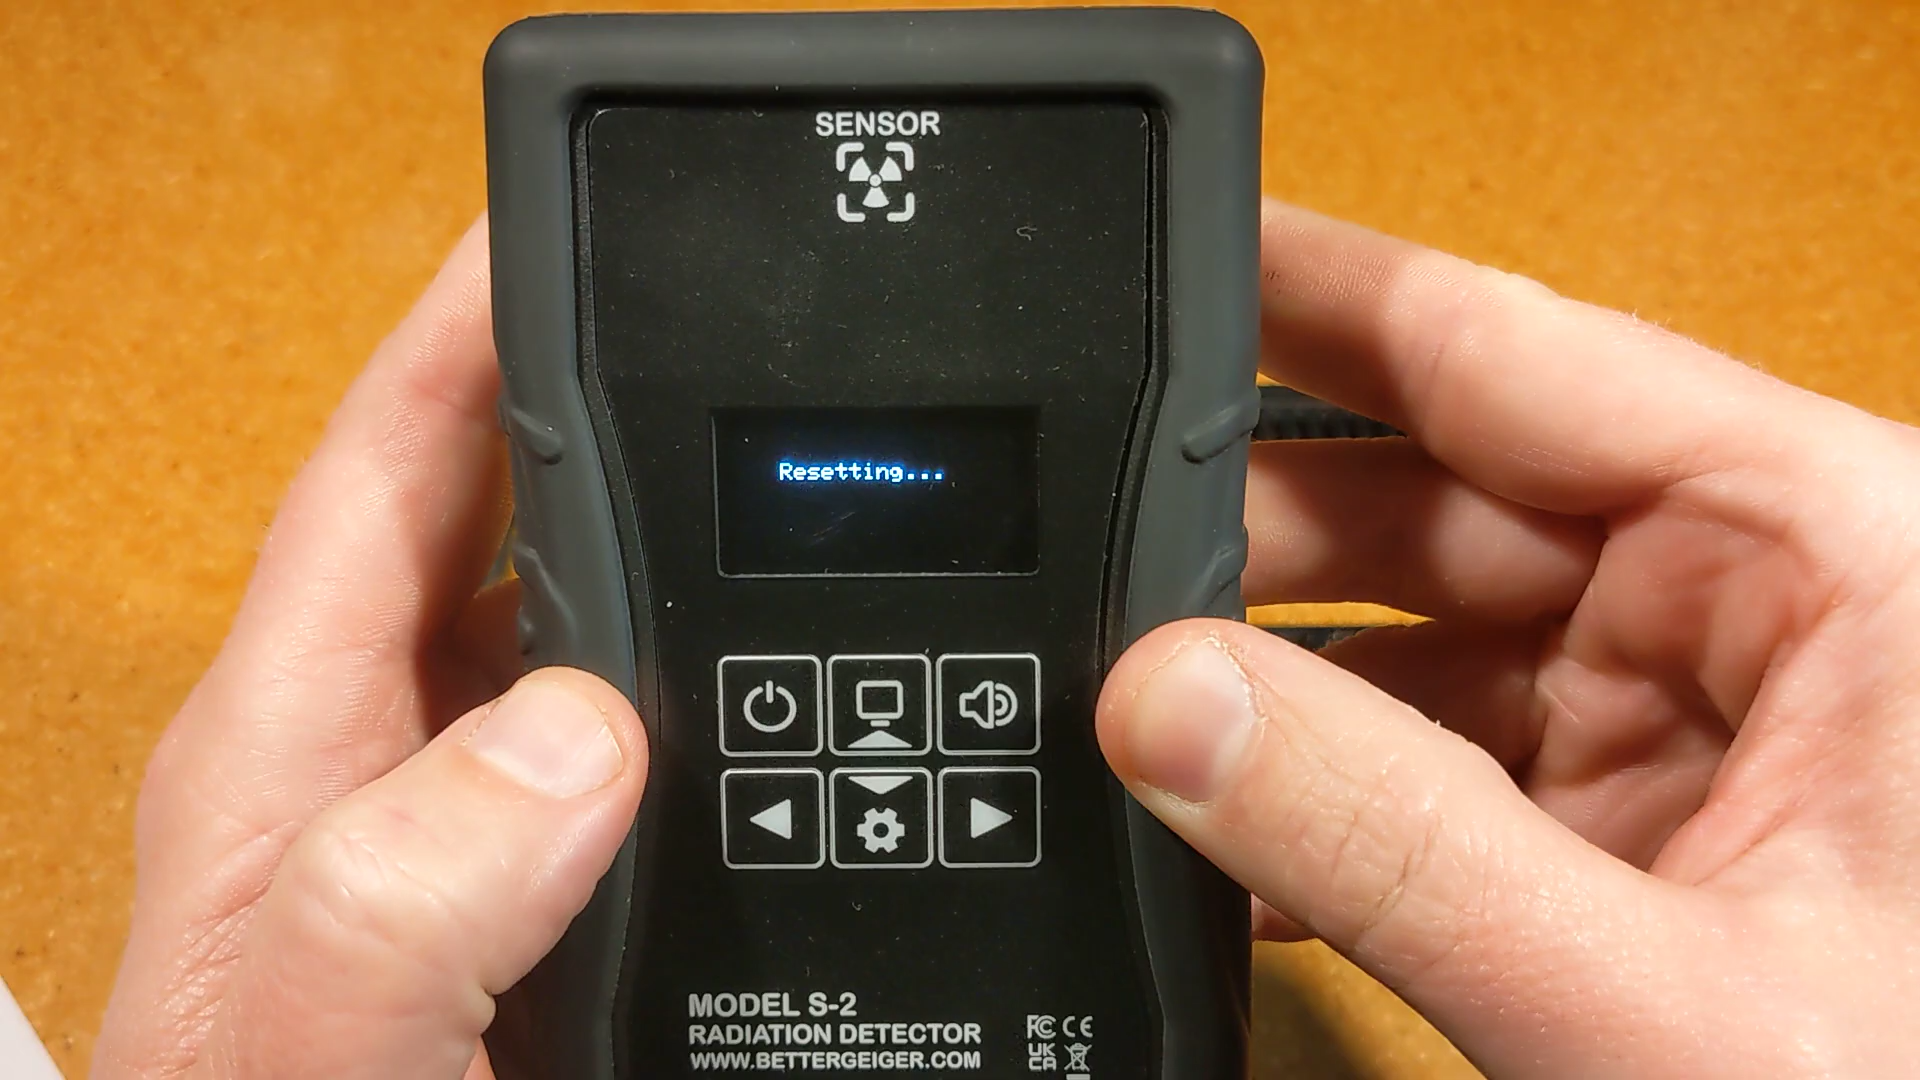 SENSOR
Resetting...
MODEL S-2
RADIATION DETECTOR
WWW.BETTERGEIGER.COM
FC CE
UK
CA